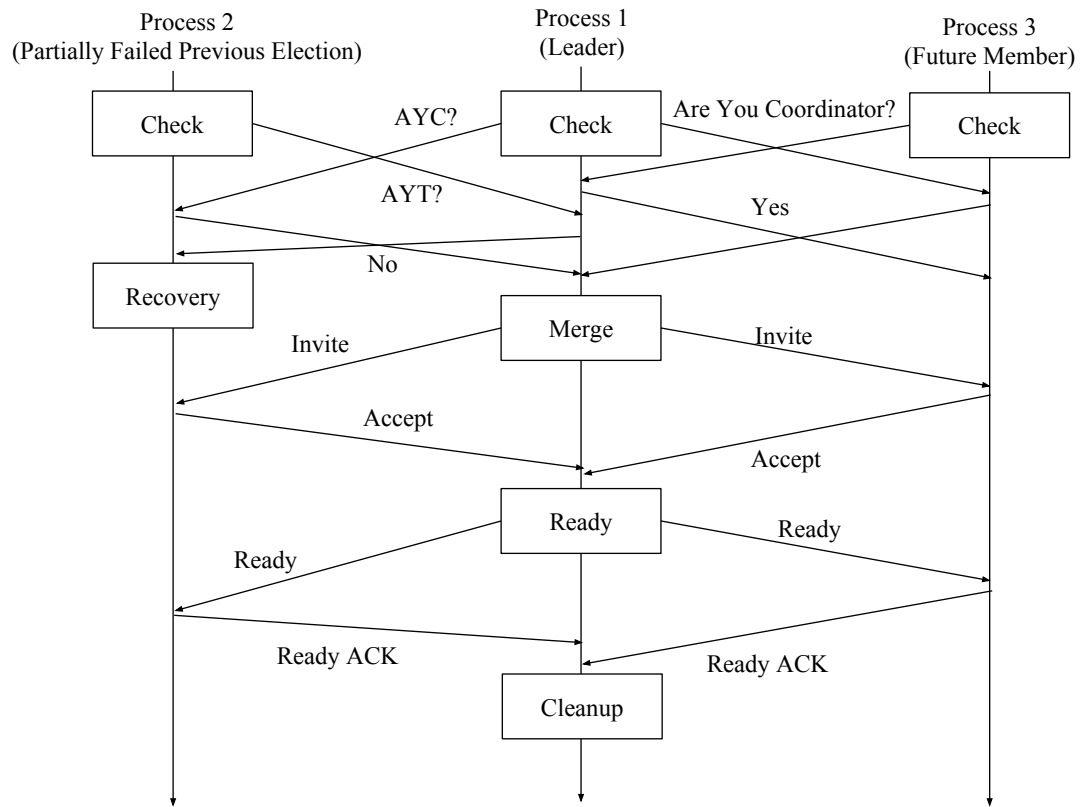 Process 2
(Partially Failed Previous Election)
Process 1
(Leader)
Process 3
(Future Member)
Check
AYC?
Check
Are You Coordinator?
Check
AYT?
Yes
No
Recovery
Merge
Invite
Invite
Accept
Accept
Ready
Ready
Ready
Ready ACK
Ready ACK
Cleanup